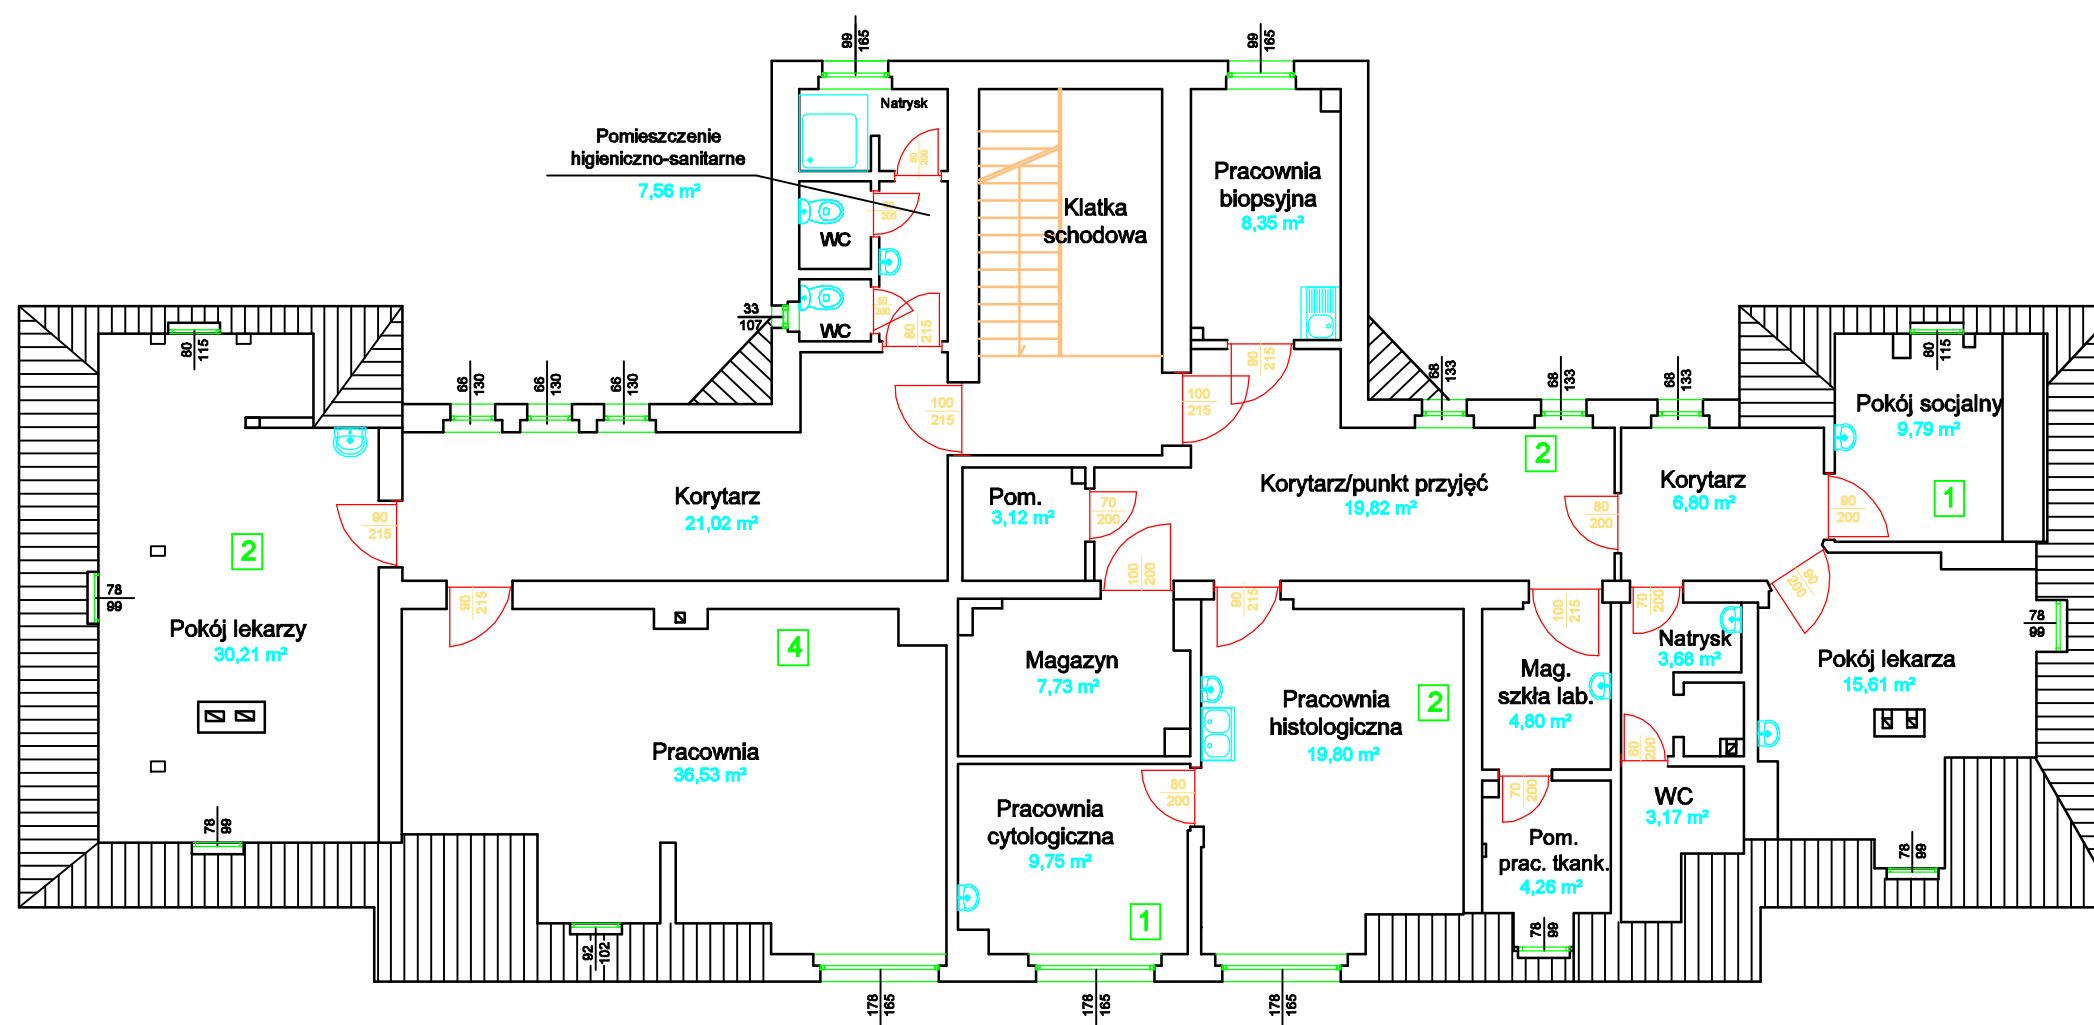 99
165
99
165
Natrysk
Pomieszczenie
higieniczno-sanitarne
7,56 m²
80
200
Pracownia
biopsyjna
8,35 m²
Klatka
schodowa
200
WC
33
107
WC
60
200
80
215
80
115
66
130
66
130
66
130
90
215
68
133
68
133
68
133
80
115
100
215
100
215
Pokój socjalny
9,79 m²
2
1
Korytarz
21,02 m²
Pom.
3,12 m²
70
200
Korytarz/punkt przyjęć
19,82 m²
80
200
Korytarz
6,80 m²
90
200
90
215
2
78
99
100
200
90
215
90
215
100
215
70
200
90
200
78
99
Pokój lekarzy
30,21 m²
4
Magazyn
7,73 m²
Pracownia
histologiczna
19,80 m²
2
Mag.
szkła lab.
4,80 m²
Natrysk
3,68 m²
Pokój lekarza
15,61 m²
Pracownia
36,53 m²
80
200
60
200
70
200
Pracownia
cytologiczna
9,75 m²
WC
3,17 m²
Pom.
prac. tkank.
4,26 m²
78
99
78
99
1
92
102
78
99
178
165
178
165
178
165